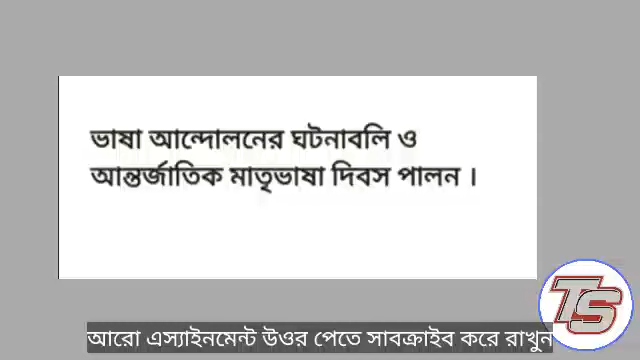 ভাষা আন্দোলনের ঘটনাবলি ও
আন্তর্জাতিক মাতৃভাষা দিবস পালন ।
TS
আরো এস্যাইনমেন্ট উওর পেতে সাবক্রাইব করে রাখুন